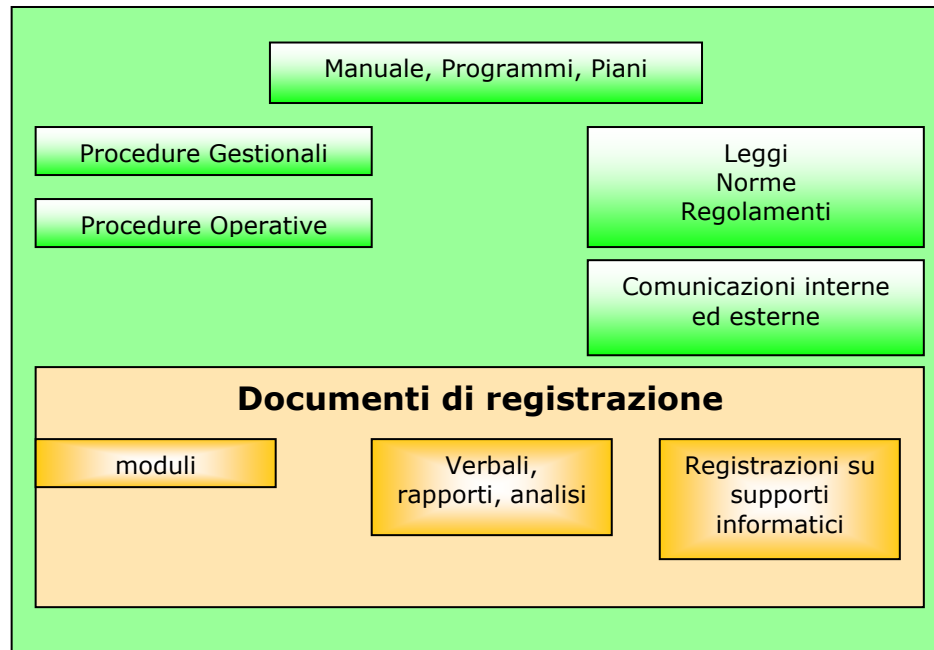 Manuale, Programmi, Piani
Procedure Gestionali
Procedure Operative
Leggi
Norme
Regolamenti
Comunicazioni interne
ed esterne
Documenti di registrazione
moduli
Verbali,
rapporti, analisi
Registrazioni su
supporti
informatici